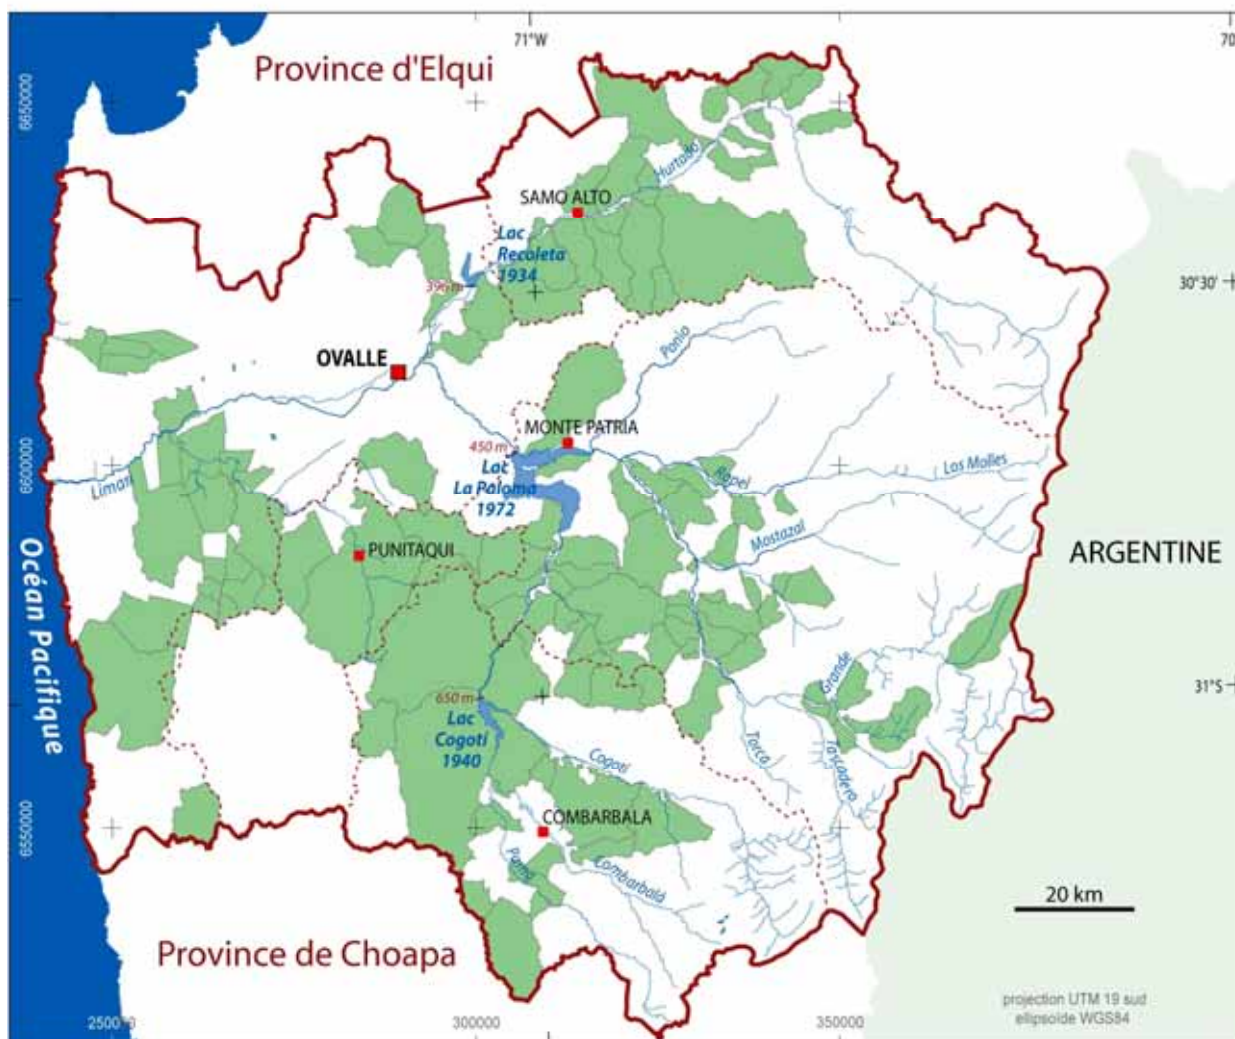 71°W
70
Province d'Elqui
6650000
Hurtado
SAMO ALTO
Lac
Recoleta
1934
396 m
30°30'
Ponio
OVALLE
MONTE PATRIA
450 m
Lac
La Paloma
1972
Rapel
Los Molles
6600000
Limarí
Mostazal
Océan Pacifique
PUNITAQUI
ARGENTINE
Grande
31°S
650 m
Lac
Cogotí
1940
Cogotí
Torca
Tascadero
6550000
COMBARBALA
Pama
Combarbalá
20 km
Province de Choapa
projection UTM 19 sud
ellipsoïde WGS84
250000
300000
350000